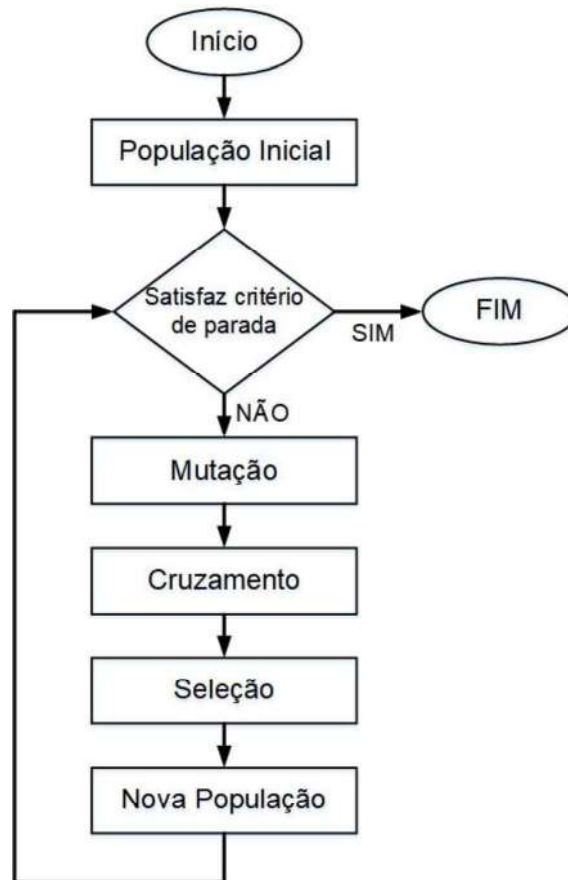 Início
População Inicial
Satisfaz critério
de parada
SIM
FIM
NÃO
Mutação
Cruzamento
Seleção
Nova População